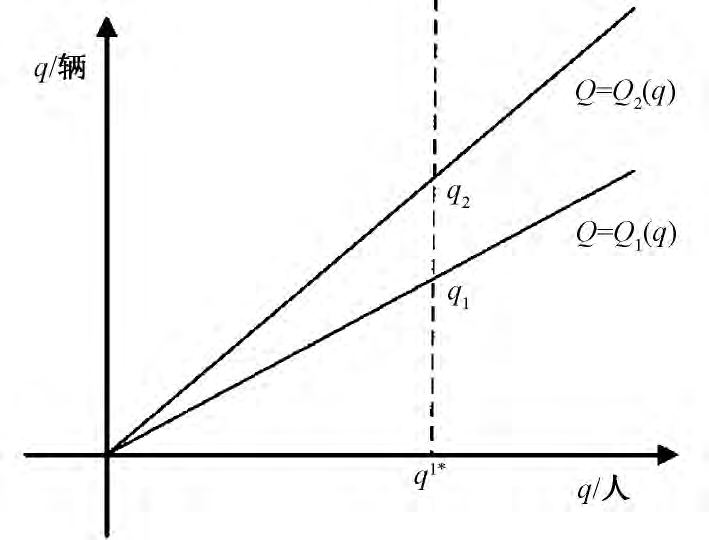 q/辆
Q=Q₂(q)
q₂
Q=Q₁(q)
q₁
q¹*
q/人